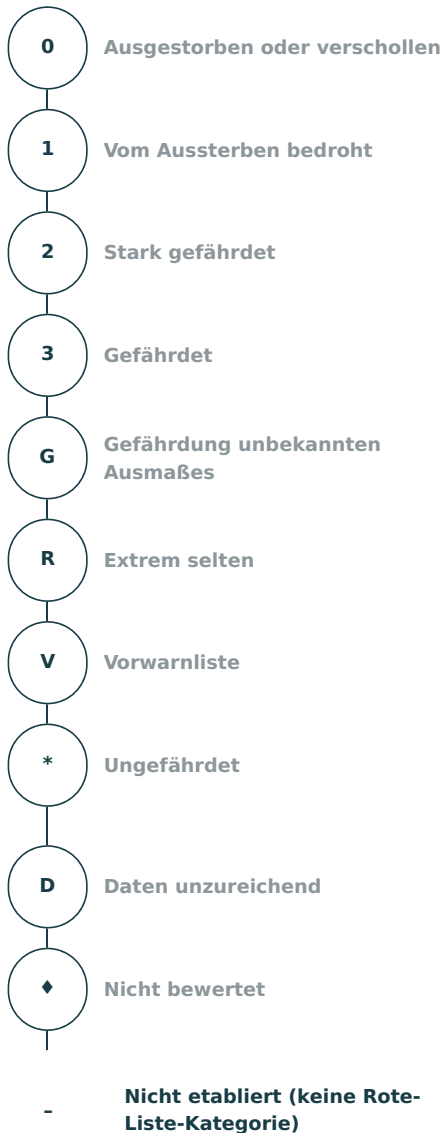 0 Ausgestorben oder verschollen
1 Vom Aussterben bedroht
2 Stark gefährdet
3 Gefährdet
G Gefährdung unbekannten
Ausmaßes
R Extrem selten
V Vorwarnliste
* Ungefährdet
D Daten unzureichend
♦ Nicht bewertet
– Nicht etabliert (keine Rote-
Liste-Kategorie)